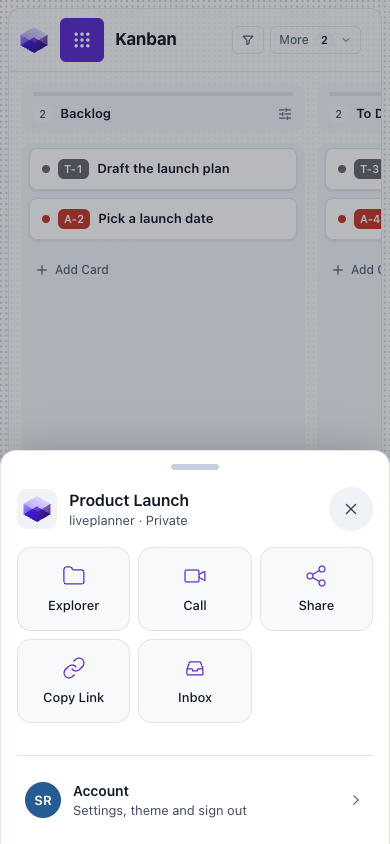 Kanban
More 2
2 Backlog
2 To D
T-1 Draft the launch plan
T-3
A-2 Pick a launch date
A-4
Add Card
Add C
Product Launch
liveplanner · Private
Explorer
Call
Share
Copy Link
Inbox
SR
Account
Settings, theme and sign out